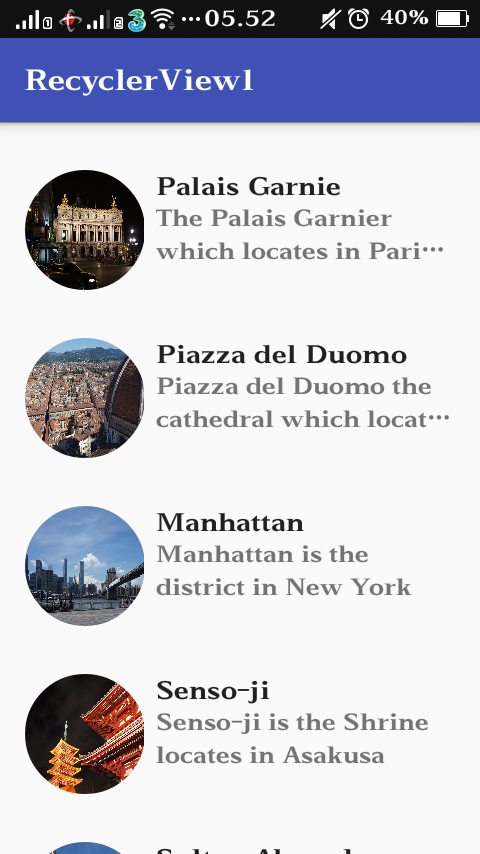 05.52 40%
RecyclerView1
Palais Garnie
The Palais Garnier
which locates in Pari…
Piazza del Duomo
Piazza del Duomo the
cathedral which locat…
Manhattan
Manhattan is the
district in New York
Senso-ji
Senso-ji is the Shrine
locates in Asakusa